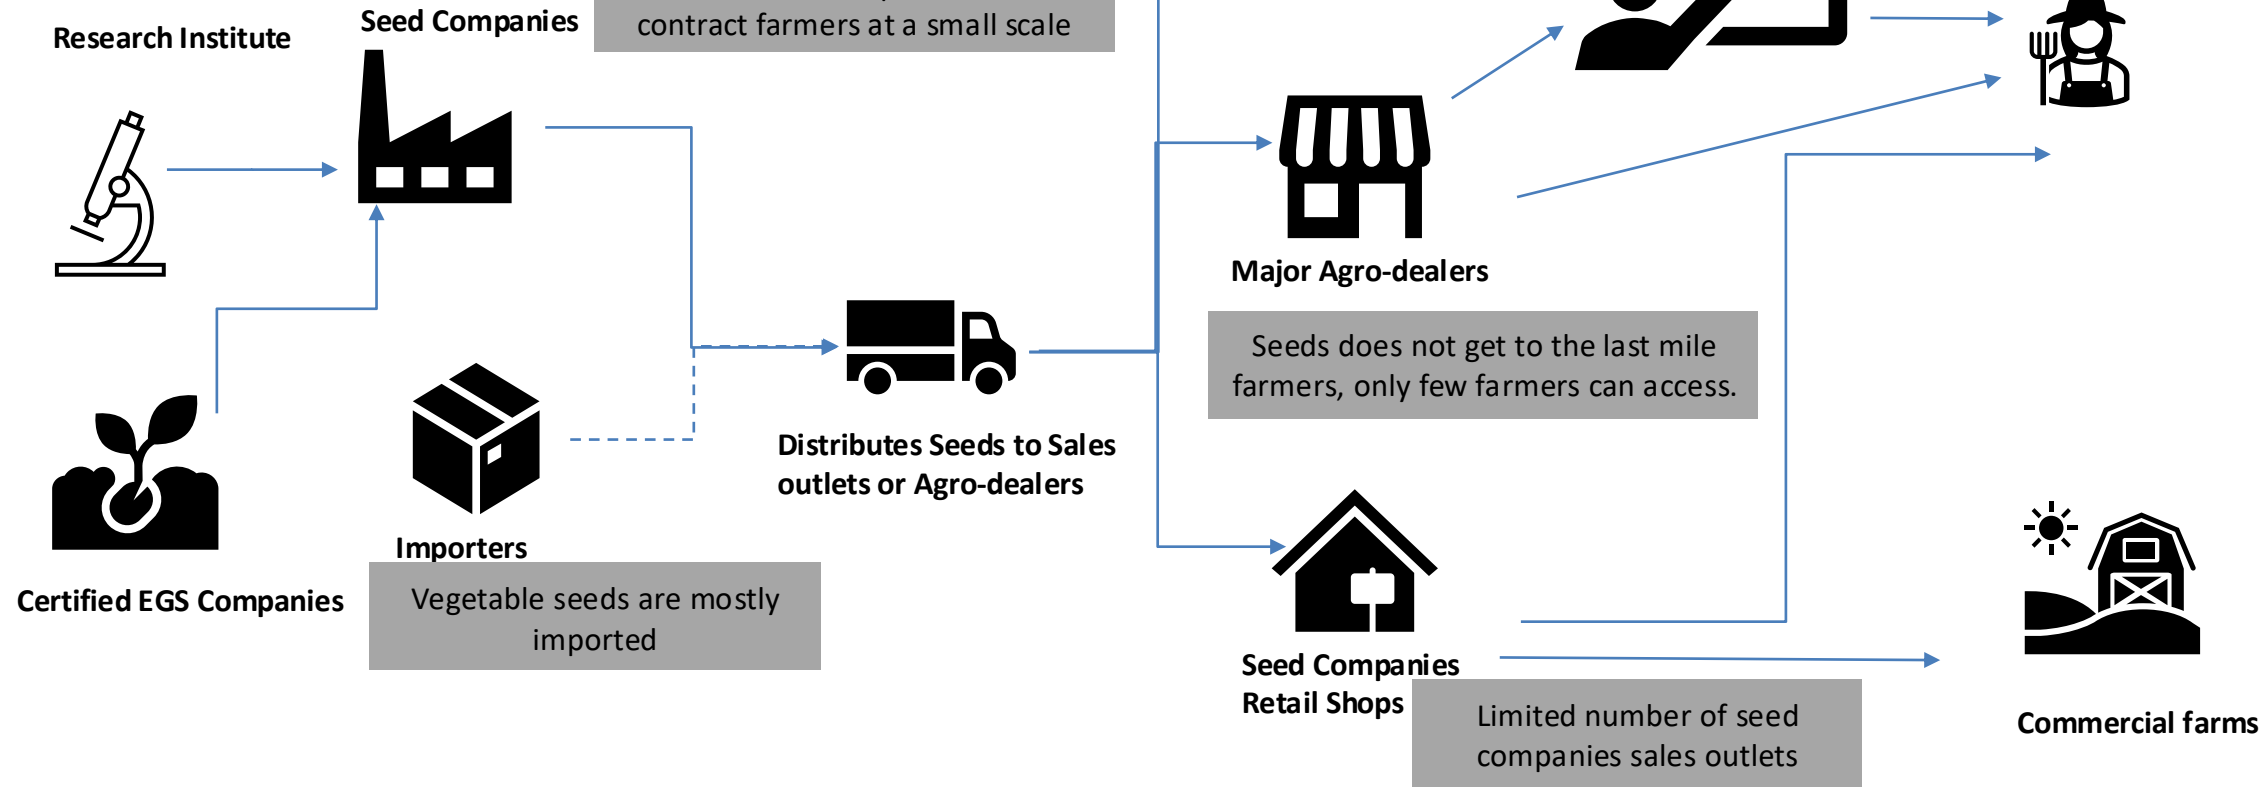 Research Institute
Seed Companies
contract farmers at a small scale
Major Agro-dealers
Seeds does not get to the last mile
farmers, only few farmers can access.
Distributes Seeds to Sales
outlets or Agro-dealers
Importers
Vegetable seeds are mostly
imported
Certified EGS Companies
Seed Companies
Retail Shops
Limited number of seed
companies sales outlets
Commercial farms